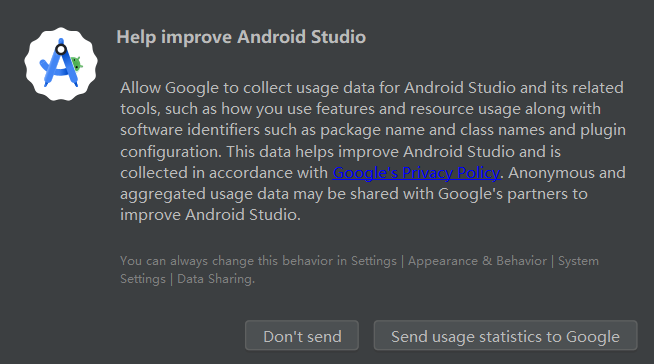 Help improve Android Studio
Allow Google to collect usage data for Android Studio and its related
tools, such as how you use features and resource usage along with
software identifiers such as package name and class names and plugin
configuration. This data helps improve Android Studio and is
collected in accordance with Google's Privacy Policy. Anonymous and
aggregated usage data may be shared with Google's partners to
improve Android Studio.
You can always change this behavior in Settings | Appearance & Behavior | System
Settings | Data Sharing.
Don't send
Send usage statistics to Google